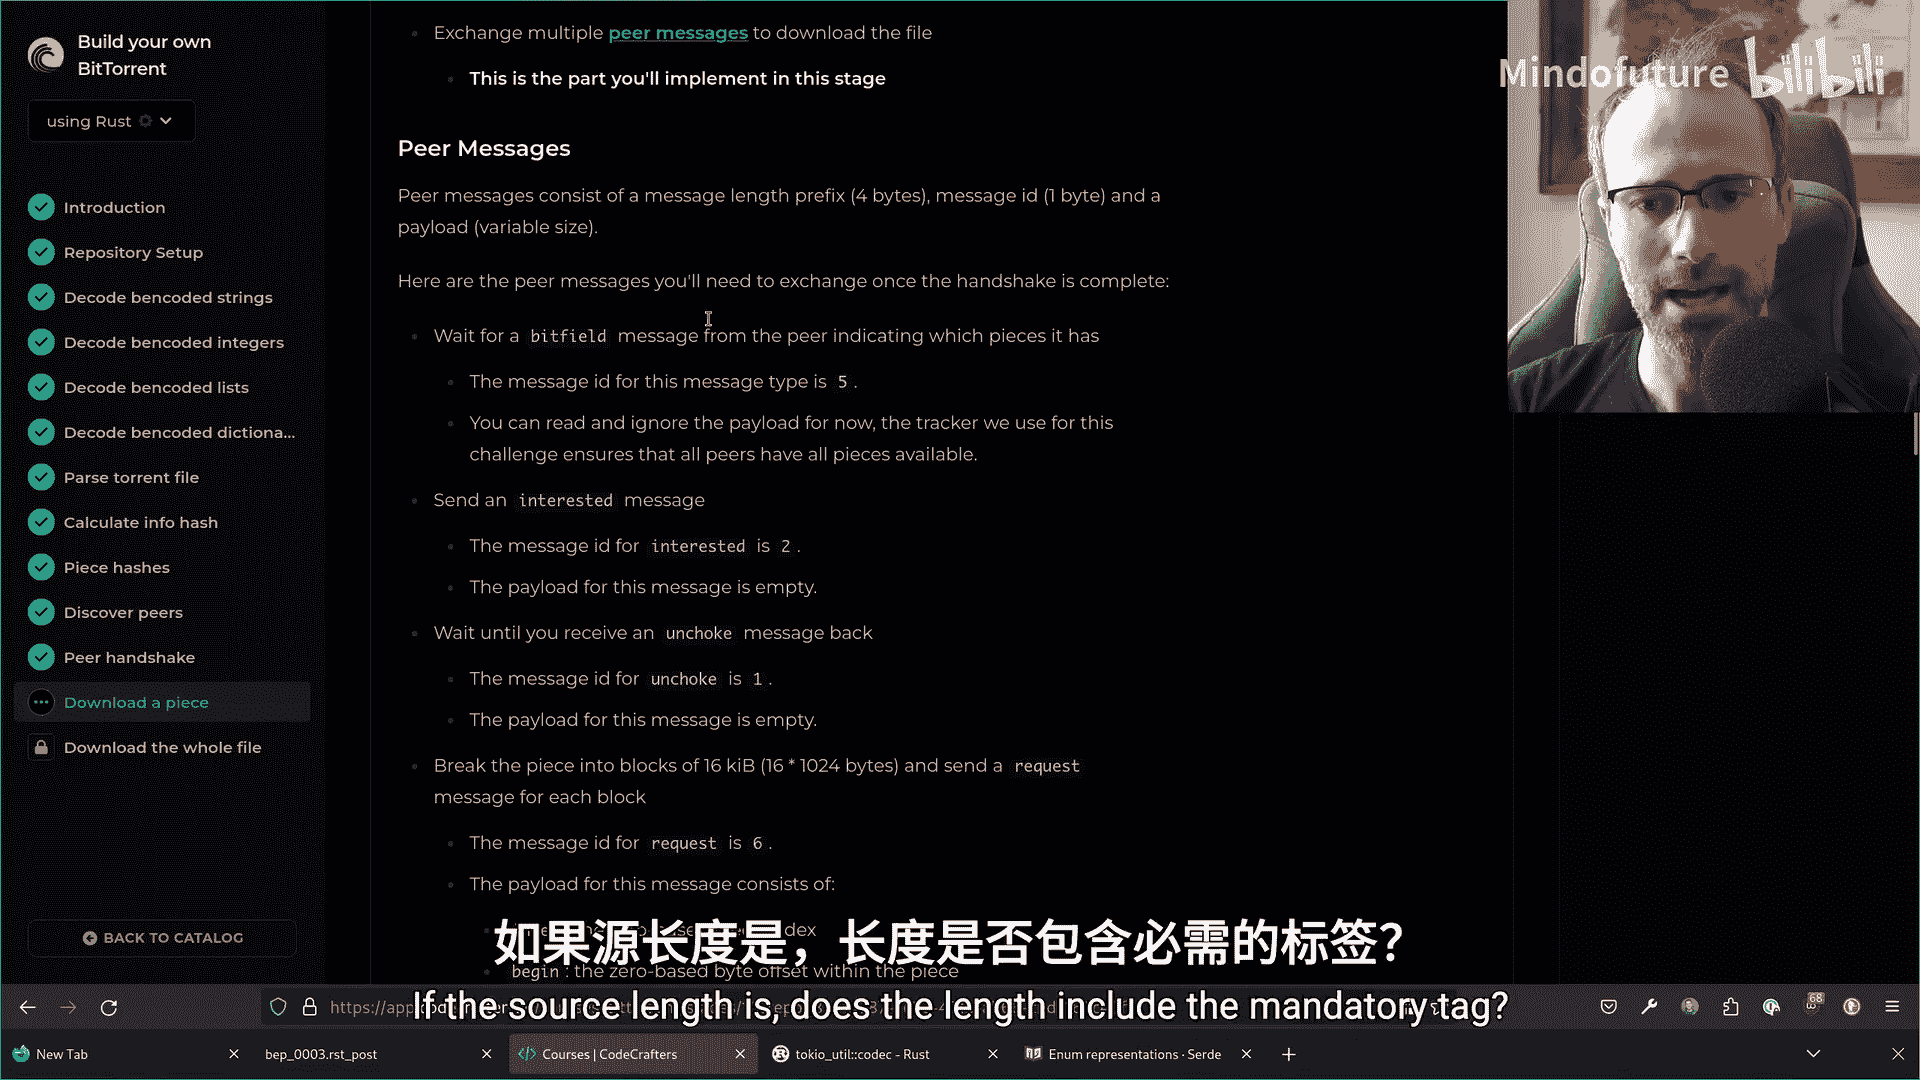 Build your own
BitTorrent
using Rust
Introduction
Repository Setup
Decode bencoded strings
Decode bencoded integers
Decode bencoded lists
Decode bencoded dictiona...
Parse torrent file
Calculate info hash
Piece hashes
Discover peers
Peer handshake
Download a piece
Download the whole file
BACK TO CATALOG
Exchange multiple peer messages to download the file
This is the part you'll implement in this stage
Peer Messages
Peer messages consist of a message length prefix (4 bytes), message id (1 byte) and a
payload (variable size).
Here are the peer messages you'll need to exchange once the handshake is complete:
Wait for a bitfield message from the peer indicating which pieces it has
The message id for this message type is 5.
You can read and ignore the payload for now, the tracker we use for this
challenge ensures that all peers have all pieces available.
Send an interested message
The message id for interested is 2.
The payload for this message is empty.
Wait until you receive an unchoke message back
The message id for unchoke is 1.
The payload for this message is empty.
Break the piece into blocks of 16 kiB (16 * 1024 bytes) and send a request
message for each block
The message id for request is 6.
The payload for this message consists of:
begin: the zero-based byte offset within the piece
Mindofuture bilibili
如果源长度是，长度是否包含必需的标签？
If the source length is, does the length include the mandatory tag?
https://app
68
New Tab
bep_0003.rst_post
Courses | CodeCrafters
tokio_util::codec - Rust
Enum representations · Serde